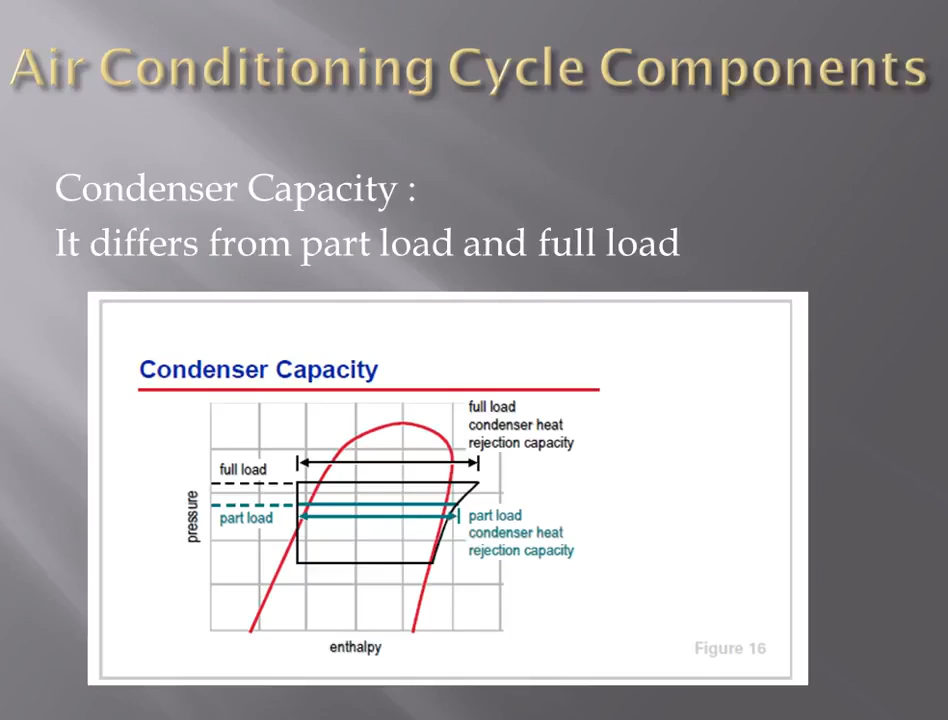 Air Conditioning Cycle Components
Condenser Capacity :
It differs from part load and full load
Condenser Capacity
full load
condenser heat
rejection capacity
full load
part load
pressure
part load
condenser heat
rejection capacity
enthalpy
Figure 16